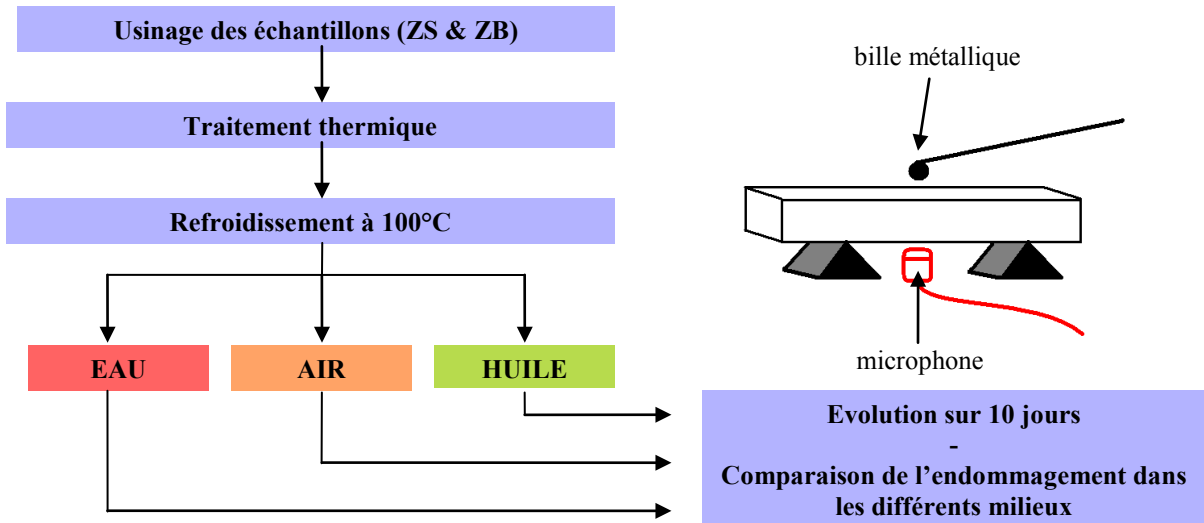 Usinage des échantillons (ZS & ZB)
Traitement thermique
Refroidissement à 100°C
EAU
AIR
HUILE
bille métallique
microphone
Evolution sur 10 jours
-
Comparaison de l'endommagement dans
les différents milieux